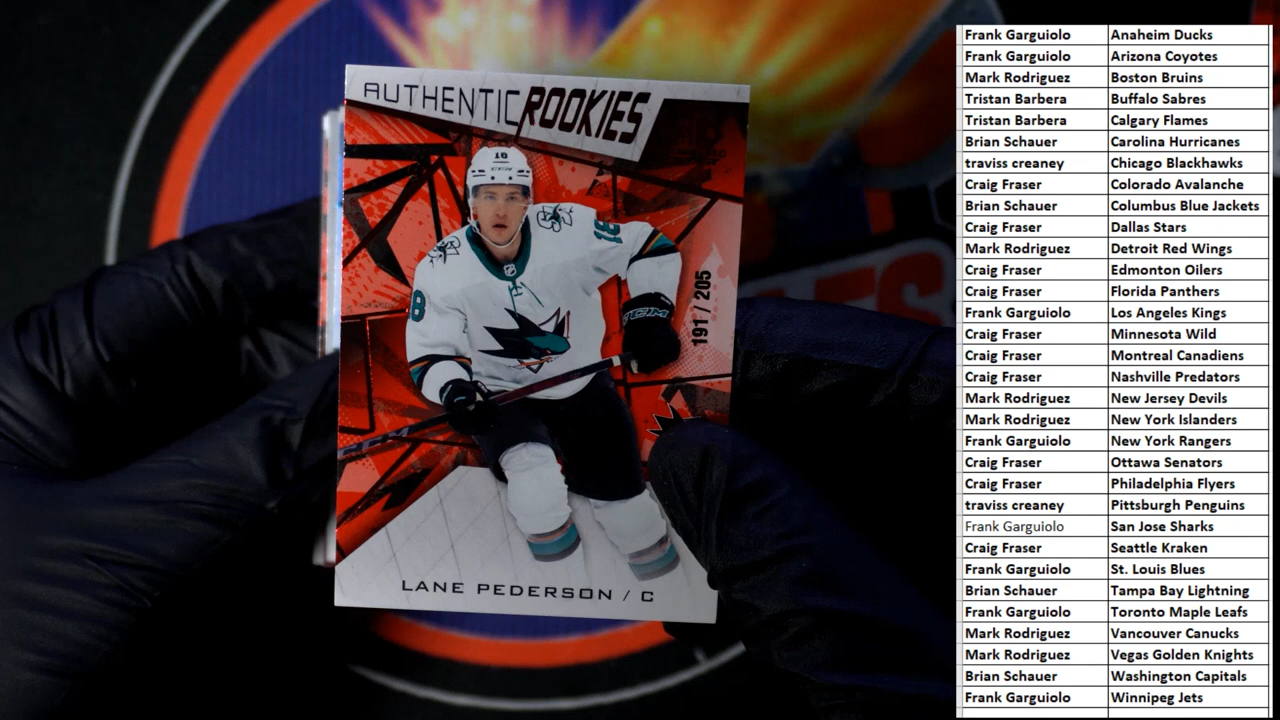 AUTHENTIC ROOKIES
18
CCM
18
8
CCM
191 / 205
LANE PEDERSON / C
Frank Garguiolo Anaheim Ducks
Frank Garguiolo Arizona Coyotes
Mark Rodriguez Boston Bruins
Tristan Barbera Buffalo Sabres
Tristan Barbera Calgary Flames
Brian Schauer Carolina Hurricanes
traviss creaney Chicago Blackhawks
Craig Fraser Colorado Avalanche
Brian Schauer Columbus Blue Jackets
Craig Fraser Dallas Stars
Mark Rodriguez Detroit Red Wings
Craig Fraser Edmonton Oilers
Craig Fraser Florida Panthers
Frank Garguiolo Los Angeles Kings
Craig Fraser Minnesota Wild
Craig Fraser Montreal Canadiens
Craig Fraser Nashville Predators
Mark Rodriguez New Jersey Devils
Mark Rodriguez New York Islanders
Frank Garguiolo New York Rangers
Craig Fraser Ottawa Senators
Craig Fraser Philadelphia Flyers
traviss creaney Pittsburgh Penguins
Frank Garguiolo San Jose Sharks
Craig Fraser Seattle Kraken
Frank Garguiolo St. Louis Blues
Brian Schauer Tampa Bay Lightning
Frank Garguiolo Toronto Maple Leafs
Mark Rodriguez Vancouver Canucks
Mark Rodriguez Vegas Golden Knights
Brian Schauer Washington Capitals
Frank Garguiolo Winnipeg Jets